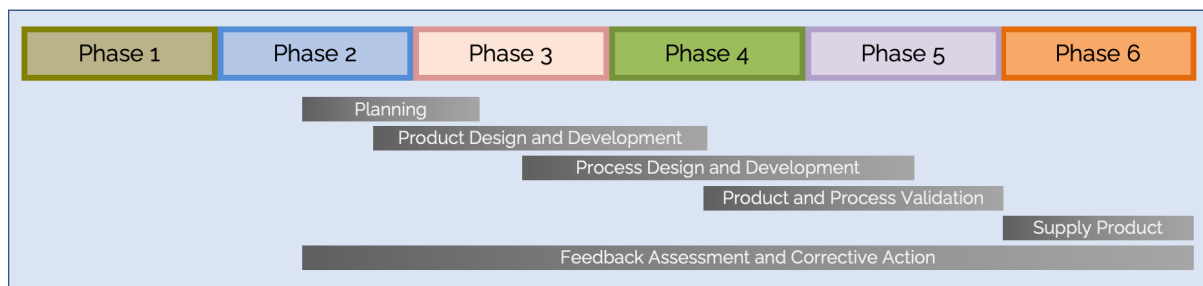 Phase 1 Phase 2 Phase 3 Phase 4 Phase 5 Phase 6
Planning
Product Design and Development
Process Design and Development
Product and Process Validation
Supply Product
Feedback Assessment and Corrective Action